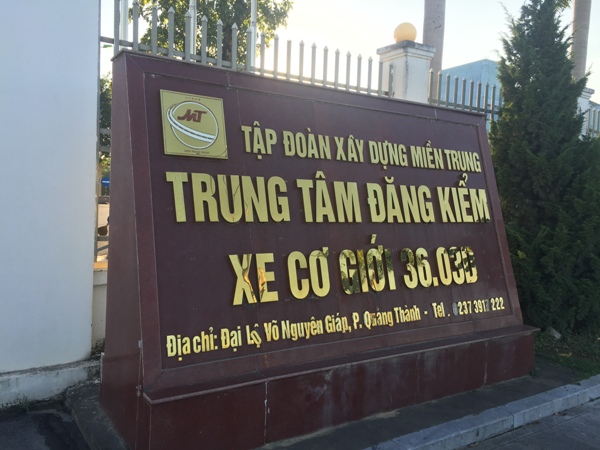 MT
TẬP ĐOÀN XÂY DỰNG MIỀN TRUNG
TRUNG TÂM ĐĂNG KIỂM
XE CƠ GIỚI 36.03D
Địa chỉ: Đại Lộ Võ Nguyên Giáp, P. Quảng Thành - Tel . 0237 3917 222